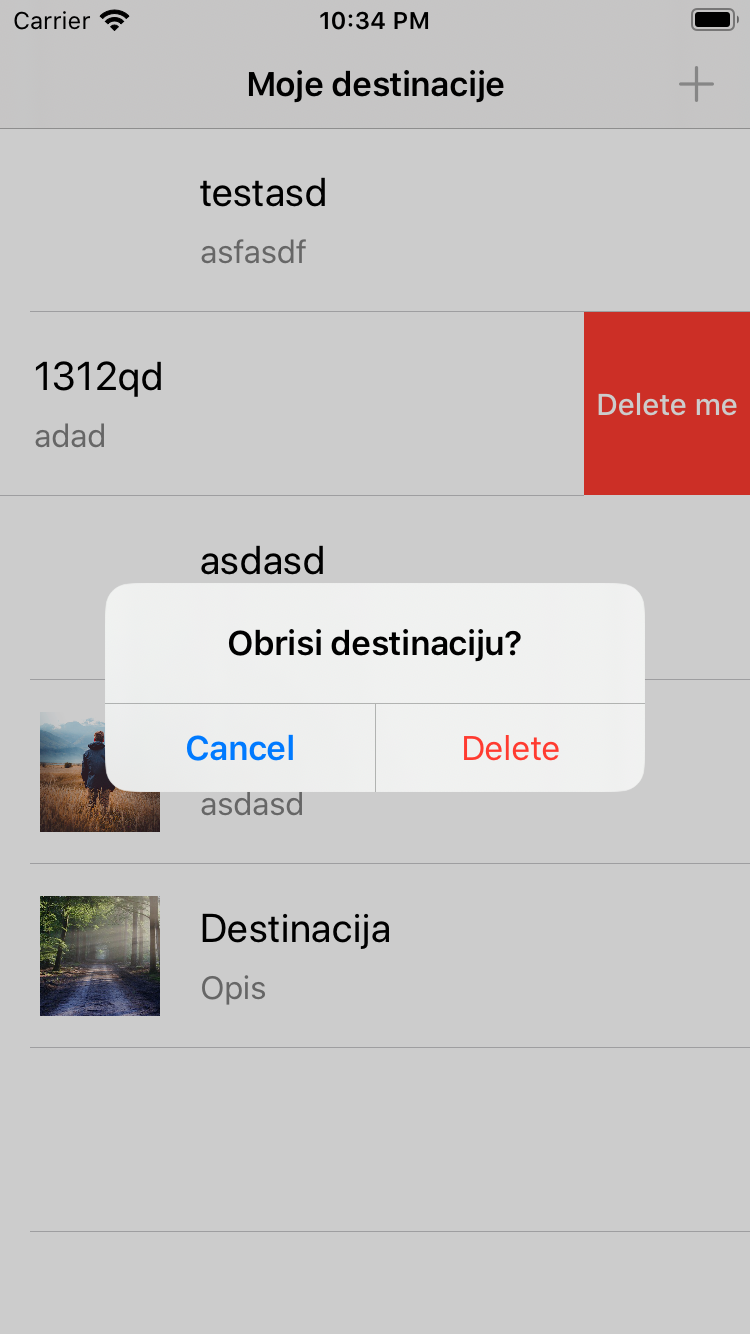 Carrier 10:34 PM
Moje destinacije
testasd
asfasdf
1312qd
adad
Delete me
asdasd
Obrisi destinaciju?
Cancel Delete
asdasd
Destinacija
Opis